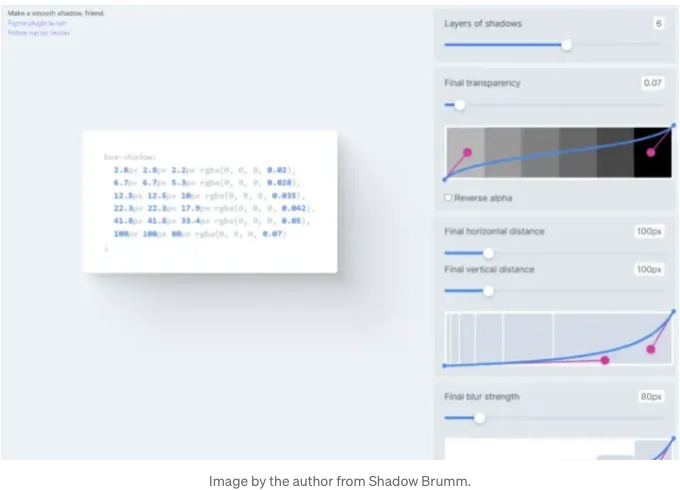 Make a smooth shadow, friend.
Figma plugin is out!
Follow me on twitter
box-shadow:
2.8px 2.8px 2.2px rgba(0, 0, 0, 0.02),
6.7px 6.7px 5.3px rgba(0, 0, 0, 0.028),
12.5px 12.5px 10px rgba(0, 0, 0, 0.035),
22.3px 22.3px 17.9px rgba(0, 0, 0, 0.042),
41.8px 41.8px 33.4px rgba(0, 0, 0, 0.05),
100px 100px 80px rgba(0, 0, 0, 0.07)
;
Layers of shadows 6
Final transparency 0.07
Reverse alpha
Final horizontal distance 100px
Final vertical distance 100px
Final blur strength 80px
Image by the author from Shadow Brumm.